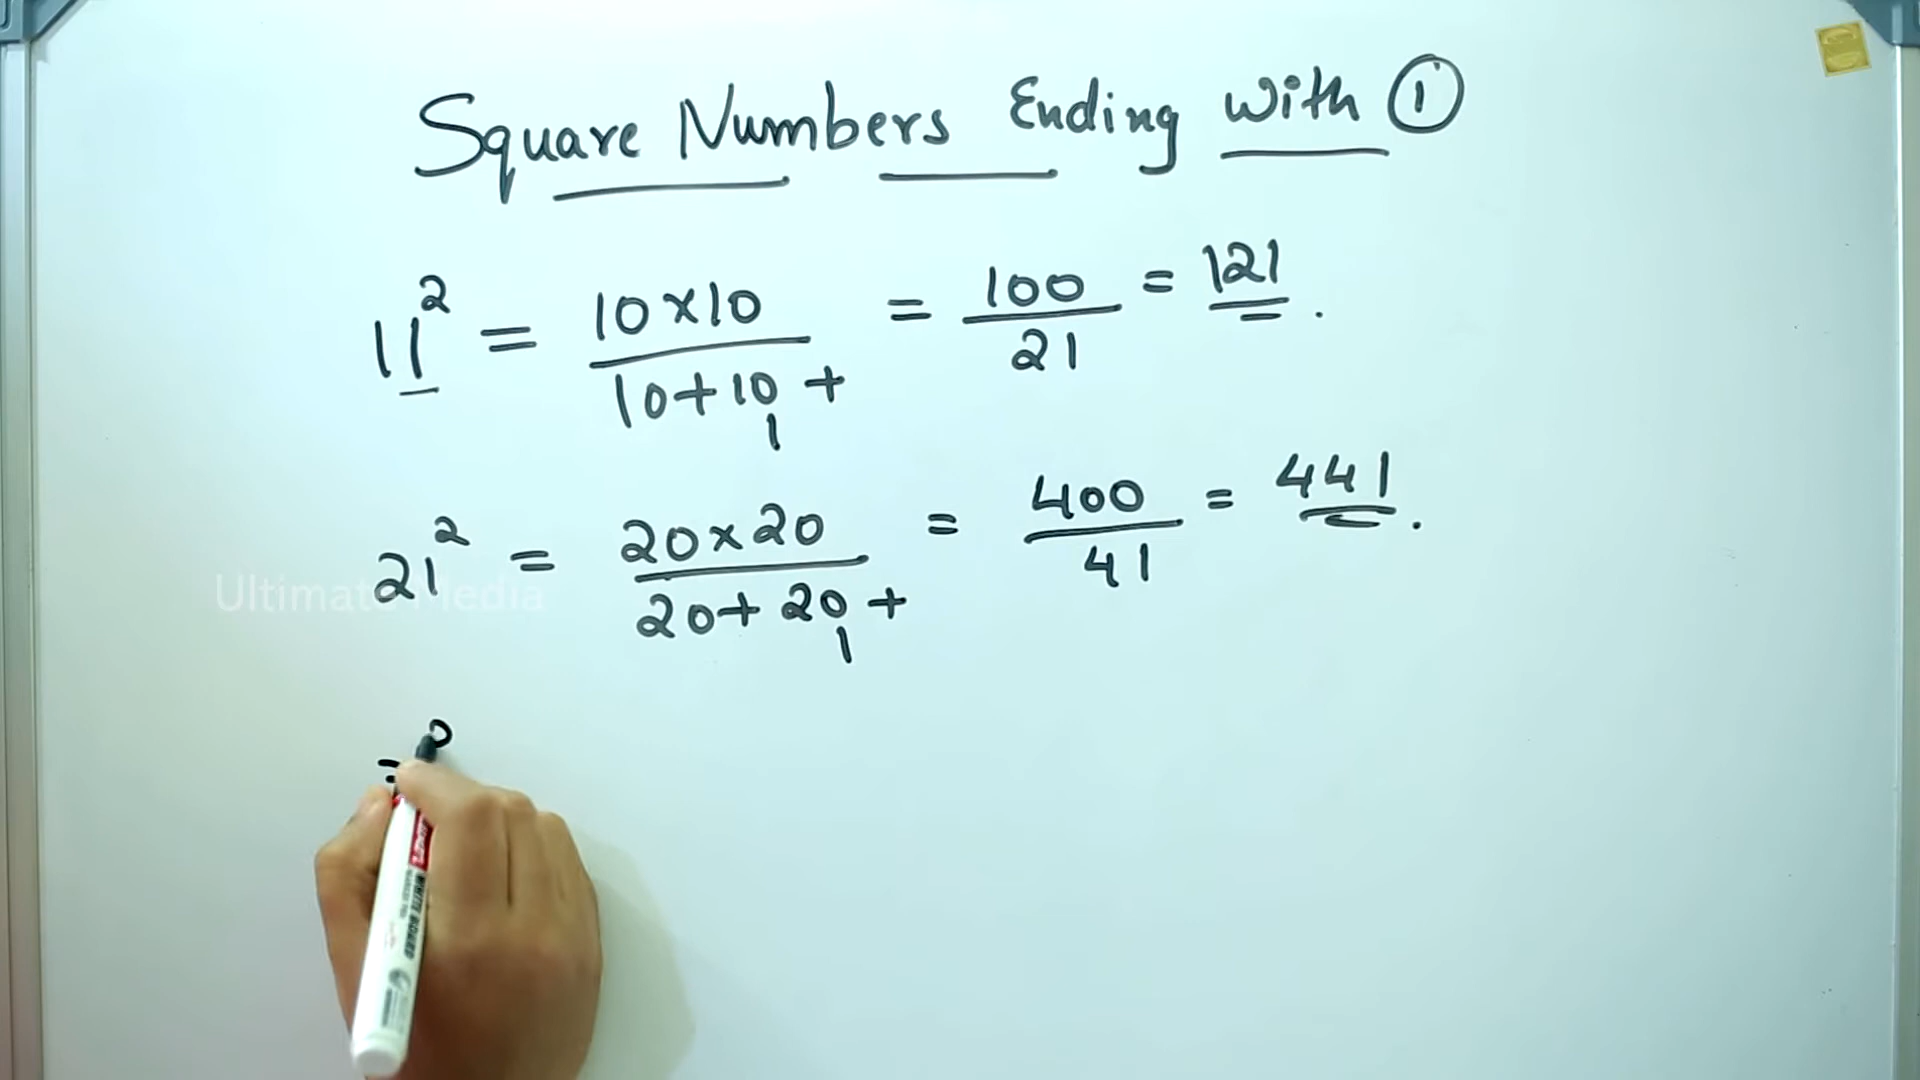 Square Numbers Ending With 1
11² = 10×10 / 10+10+1 = 100 / 21 = 121.
21² = 20×20 / 20+20+1 = 400 / 41 = 441.
Ultimate Media